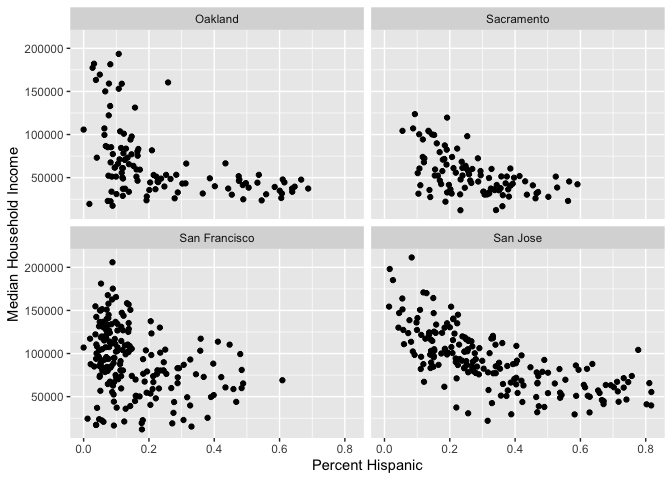 Oakland
Sacramento
200000
150000
100000
50000
San Francisco
San Jose
200000
150000
100000
50000
0.0 0.2 0.4 0.6 0.8 0.0 0.2 0.4 0.6 0.8
Percent Hispanic
Median Household Income